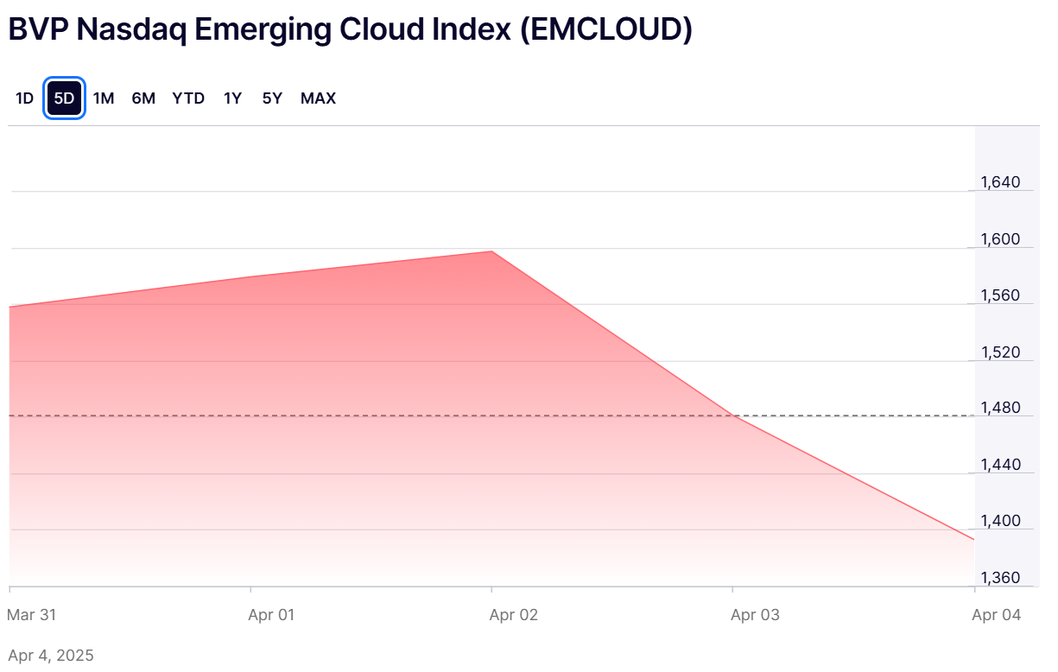 BVP Nasdaq Emerging Cloud Index (EMCLOUD)
1D 5D 1M 6M YTD 1Y 5Y MAX
1,640
1,600
1,560
1,520
1,480
1,440
1,400
1,360
Mar 31 Apr 01 Apr 02 Apr 03 Apr 04
Apr 4, 2025